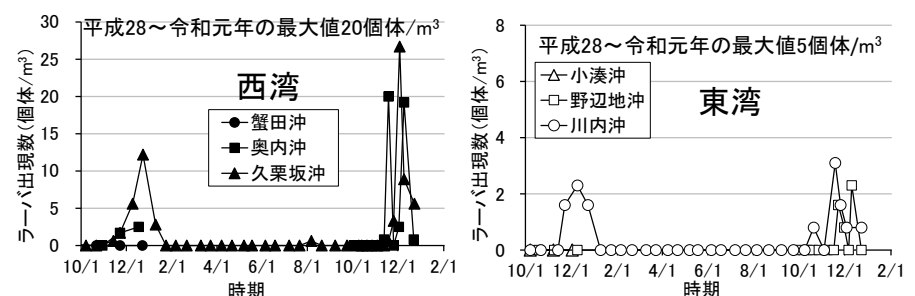 平成28～令和元年の最大値20個体/m³
西湾
蟹田沖
奥内沖
久栗坂沖
ラーバ出現数(個体/m³)
30
25
20
15
10
5
0
10/1 12/1 2/1 4/1 6/1 8/1 10/1 12/1 2/1
時期
平成28～令和元年の最大値5個体/m³
東湾
小湊沖
野辺地沖
川内沖
ラーバ出現数(個体/m³)
8
6
4
2
0
10/1 12/1 2/1 4/1 6/1 8/1 10/1 12/1 2/1
時期